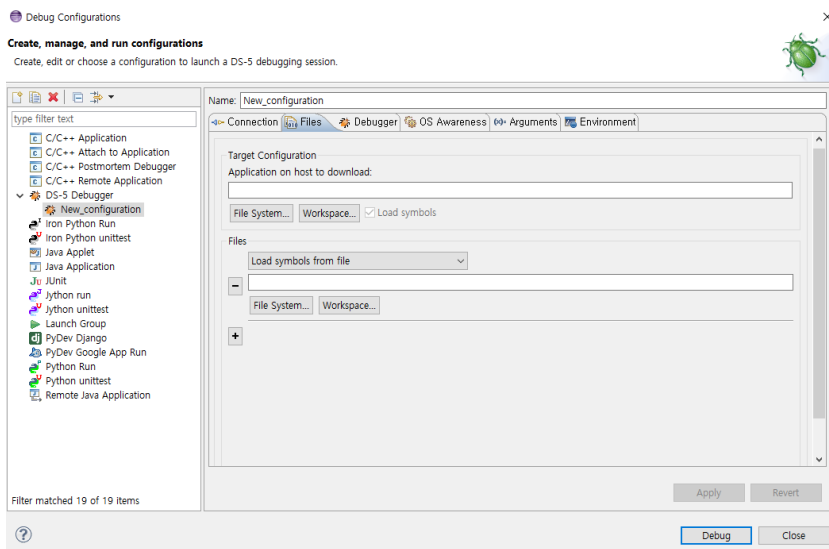 Debug Configurations
Create, manage, and run configurations
Create, edit or choose a configuration to launch a DS-5 debugging session.
type filter text
C/C++ Application
C/C++ Attach to Application
C/C++ Postmortem Debugger
C/C++ Remote Application
DS-5 Debugger
New_configuration
Iron Python Run
Iron Python unittest
Java Applet
Java Application
Ju JUnit
Jython run
Jython unittest
Launch Group
dj PyDev Django
PyDev Google App Run
Python Run
Python unittest
Remote Java Application
Filter matched 19 of 19 items
Name: New_configuration
Connection Files Debugger OS Awareness (x)= Arguments Environment
Target Configuration
Application on host to download:
File System... Workspace... Load symbols
Files
Load symbols from file
File System... Workspace...
Apply Revert
Debug Close